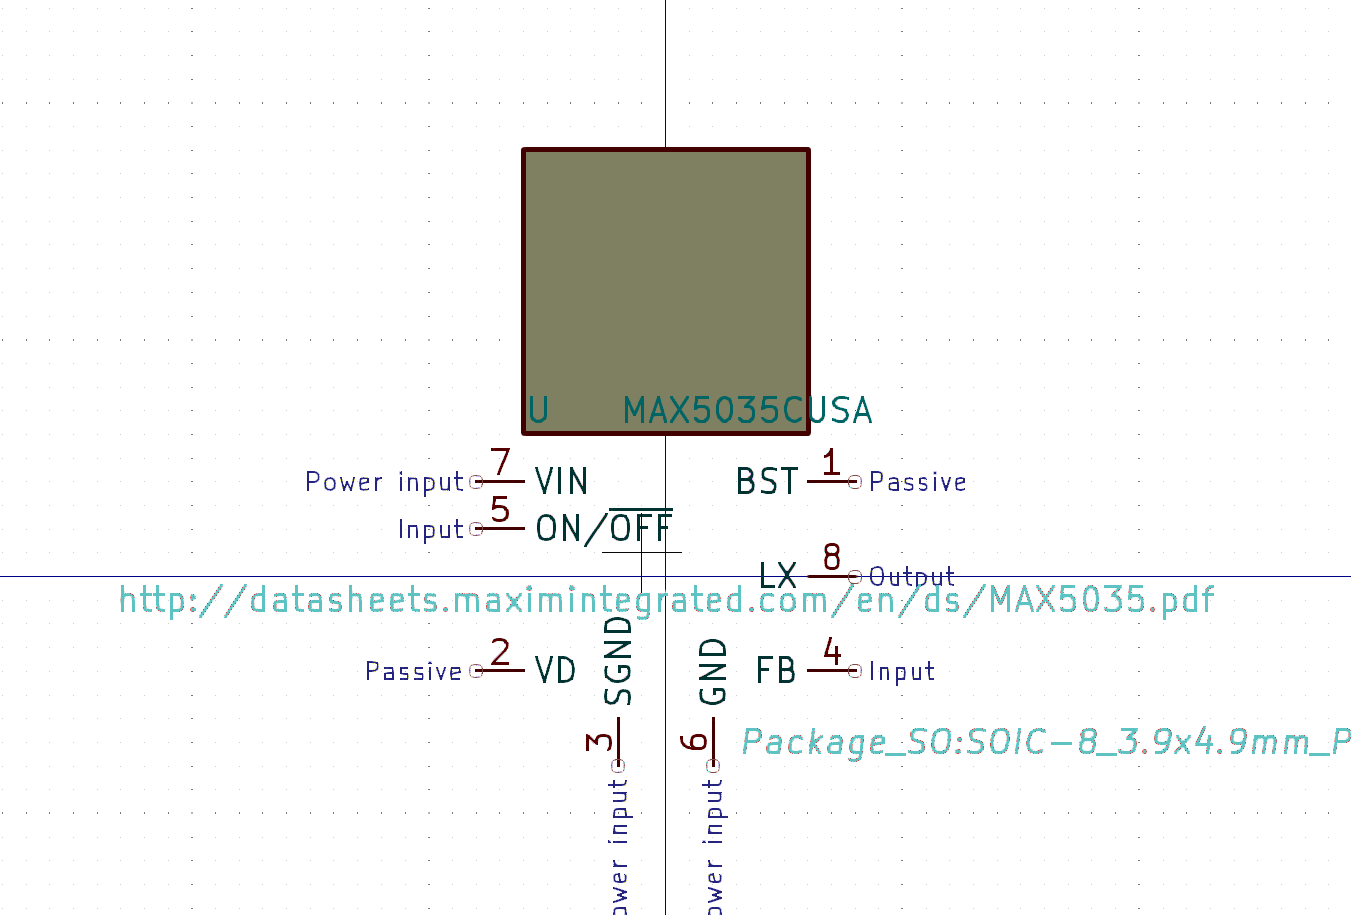 U MAX5035CUSA
7 VIN BST 1
Power input Passive
5 ON/OFF
Input
LX 8 Output
http://datasheets.maximintegrated.com/en/ds/MAX5035.pdf
2 VD SGND GND FB 4
Passive Input
3 6 Package_SO:SOIC-8_3.9x4.9mm_P
ower input ower input